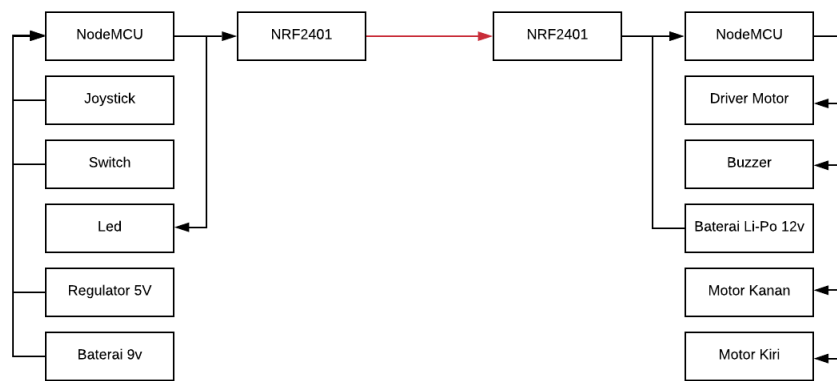 NodeMCU
NRF2401
NRF2401
NodeMCU
Joystick
Driver Motor
Switch
Buzzer
Led
Baterai Li-Po 12v
Regulator 5V
Motor Kanan
Baterai 9v
Motor Kiri